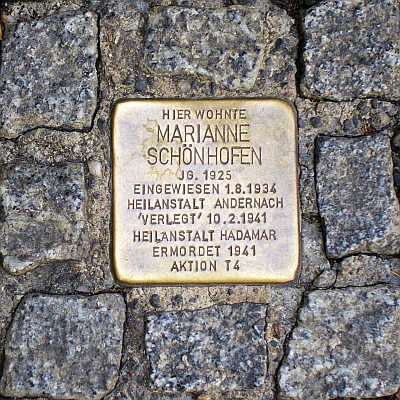 HIER WOHNTE
MARIANNE
SCHÖNHOFEN
JG. 1925
EINGEWIESEN 1.8.1934
HEILANSTALT ANDERNACH
'VERLEGT' 10.2.1941
HEILANSTALT HADAMAR
ERMORDET 1941
AKTION T4